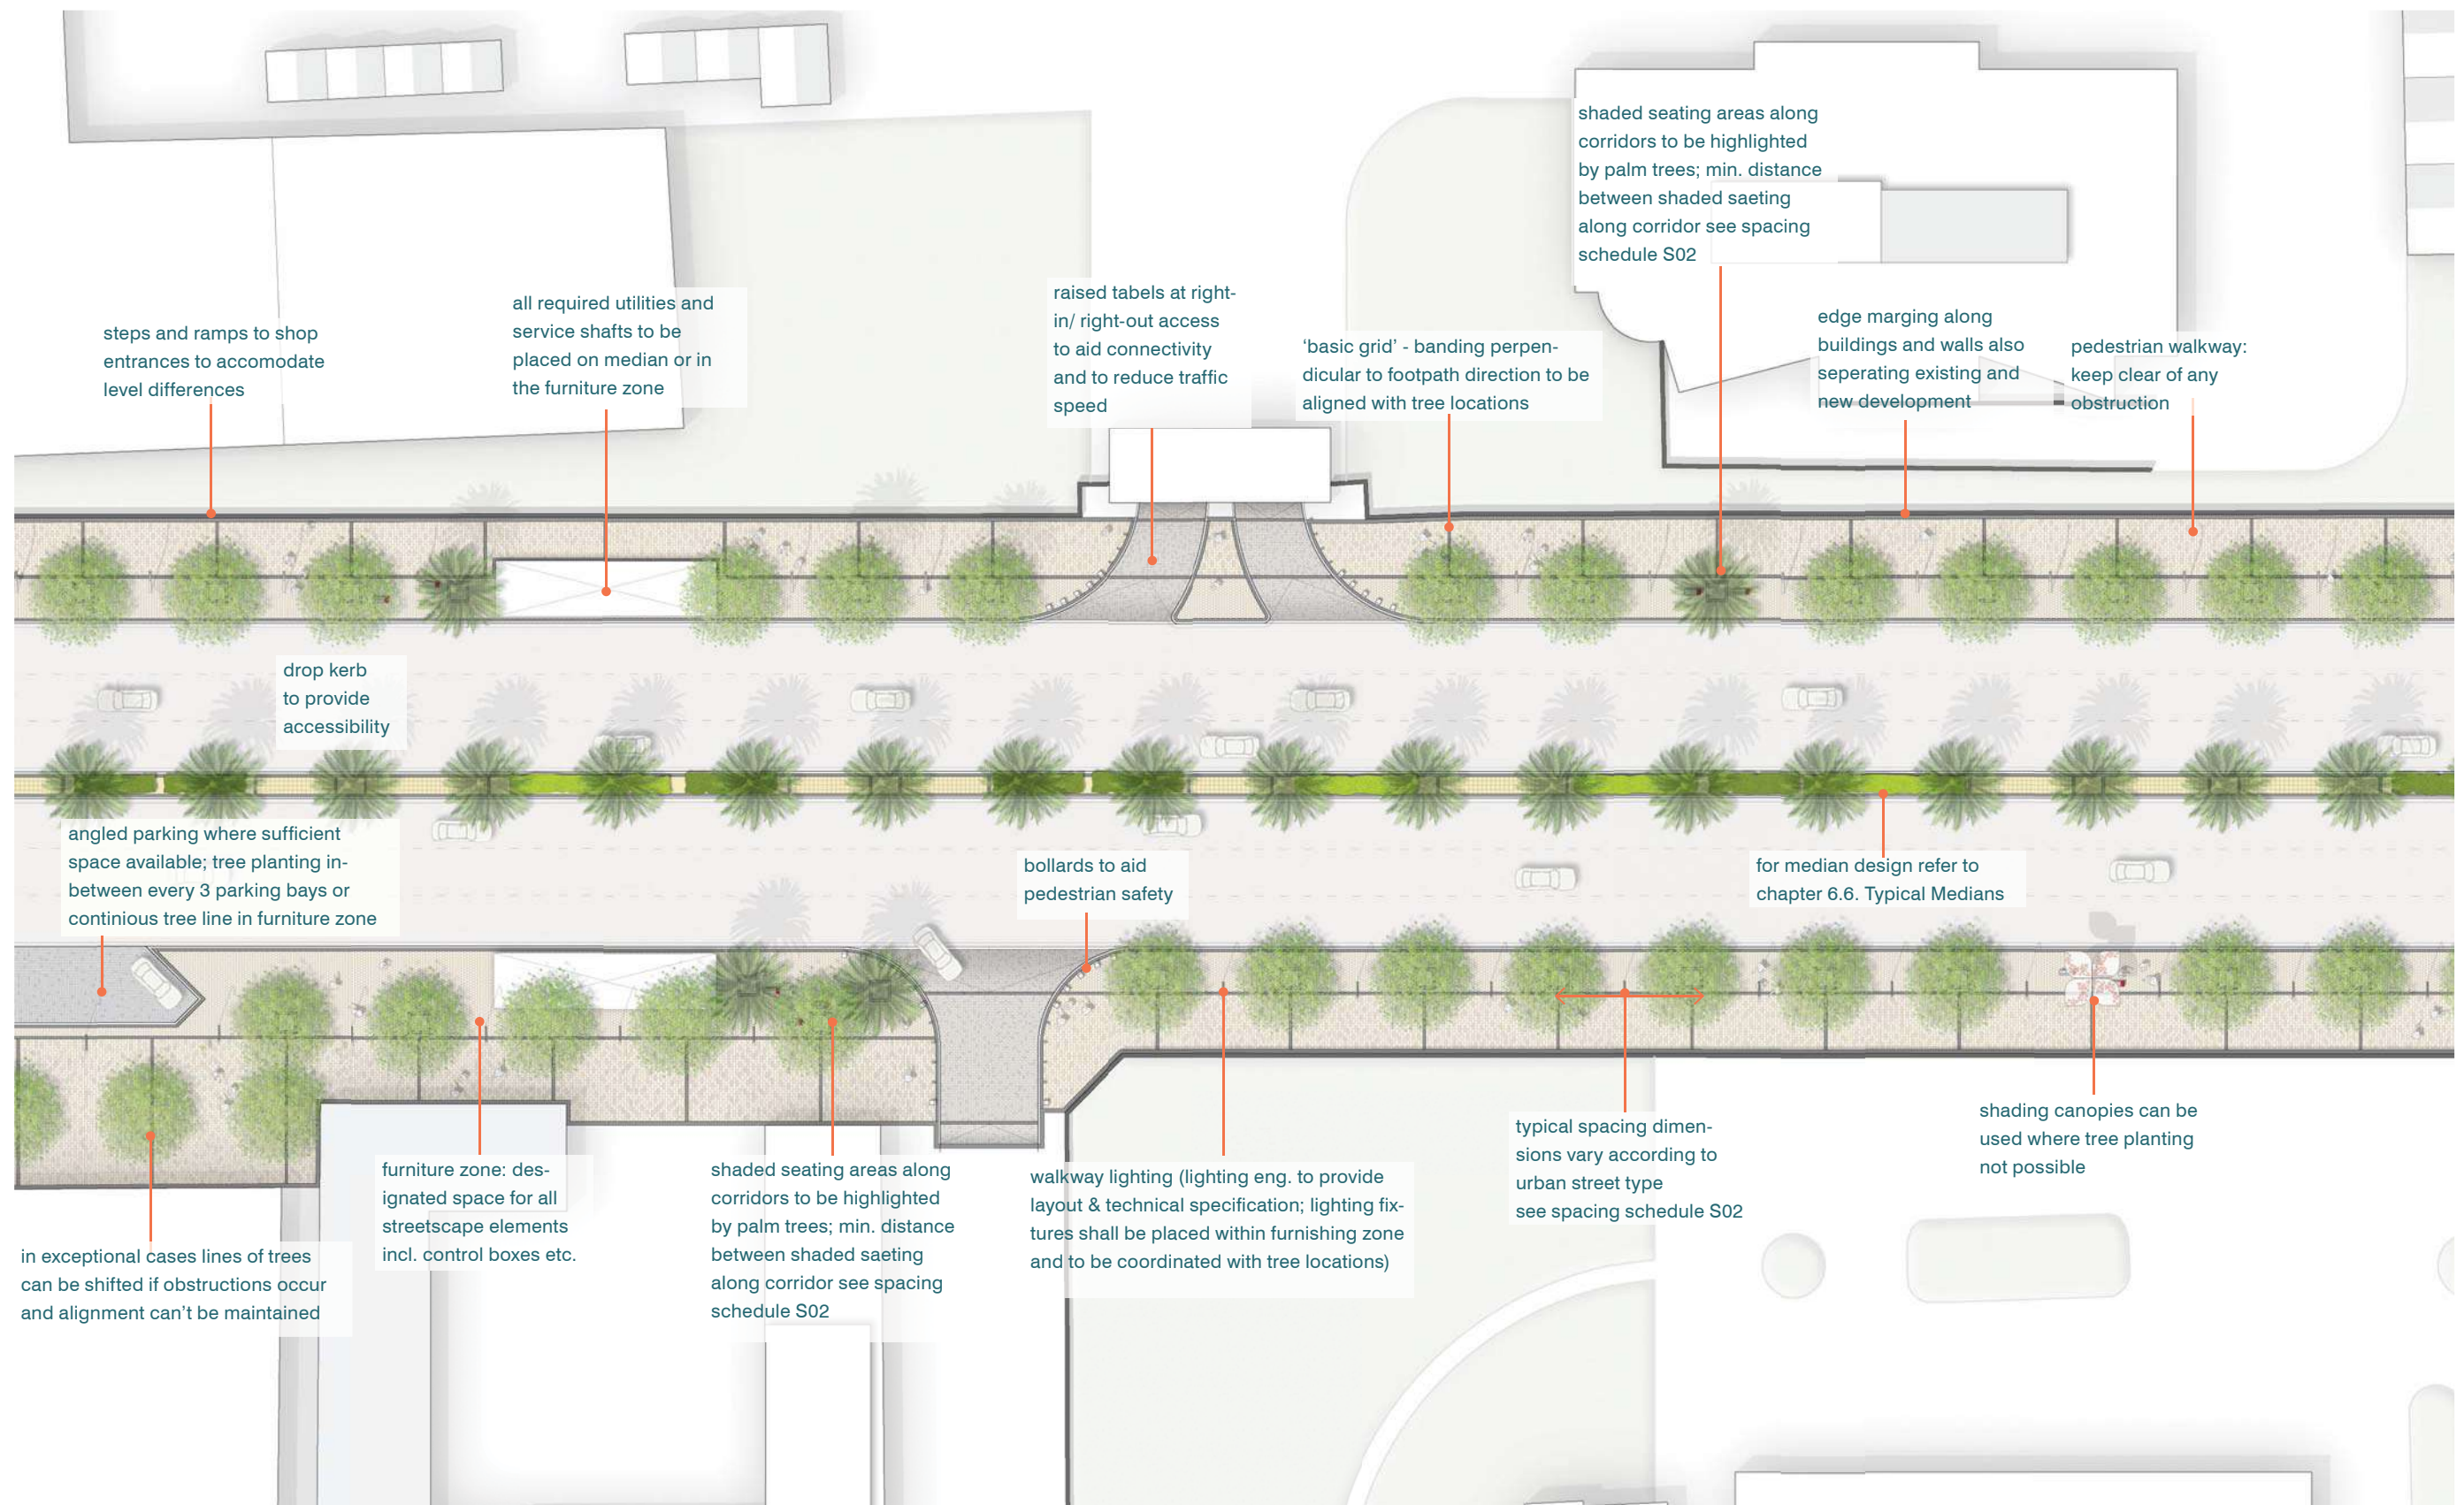 shaded seating areas along
corridors to be highlighted
by palm trees; min. distance
between shaded saeting
along corridor see spacing
schedule S02
steps and ramps to shop
entrances to accomodate
level differences
all required utilities and
service shafts to be
placed on median or in
the furniture zone
raised tabels at right-
in/ right-out access
to aid connectivity
and to reduce traffic
speed
‘basic grid’ - banding perpen-
dicular to footpath direction to be
aligned with tree locations
edge marging along
buildings and walls also
seperating existing and
new development
pedestrian walkway:
keep clear of any
obstruction
drop kerb
to provide
accessibility
angled parking where sufficient
space available; tree planting in-
between every 3 parking bays or
continious tree line in furniture zone
bollards to aid
pedestrian safety
for median design refer to
chapter 6.6. Typical Medians
in exceptional cases lines of trees
can be shifted if obstructions occur
and alignment can’t be maintained
furniture zone: des-
ignated space for all
streetscape elements
incl. control boxes etc.
shaded seating areas along
corridors to be highlighted
by palm trees; min. distance
between shaded saeting
along corridor see spacing
schedule S02
walkway lighting (lighting eng. to provide
layout & technical specification; lighting fix-
tures shall be placed within furnishing zone
and to be coordinated with tree locations)
typical spacing dimen-
sions vary according to
urban street type
see spacing schedule S02
shading canopies can be
used where tree planting
not possible